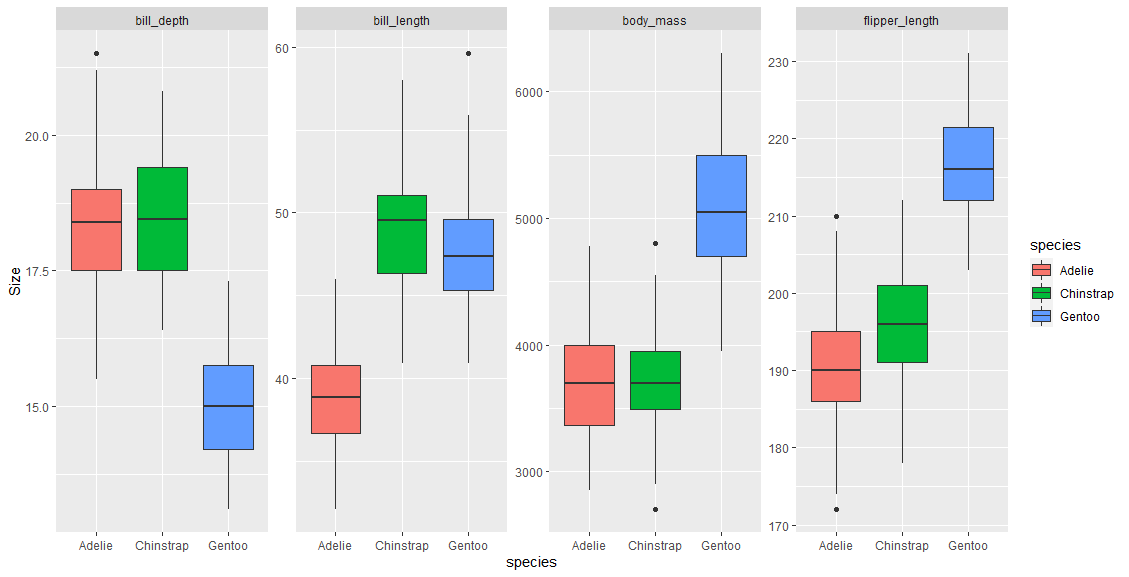 bill_depth
bill_length
body_mass
flipper_length
Size
20.0
17.5
15.0
60
50
40
6000
5000
4000
3000
230
220
210
200
190
180
170
Adelie Chinstrap Gentoo
Adelie Chinstrap Gentoo
Adelie Chinstrap Gentoo
Adelie Chinstrap Gentoo
species
species
Adelie
Chinstrap
Gentoo